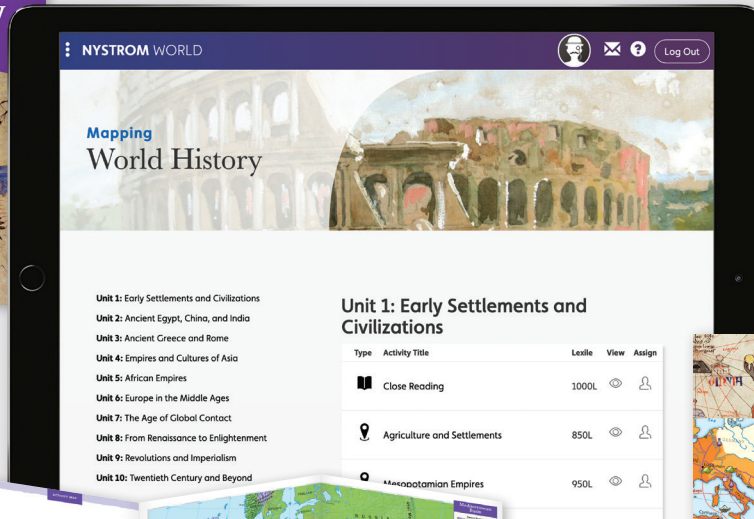 NYSTROM WORLD
Log Out
Mapping
World History
Unit 1: Early Settlements and Civilizations
Unit 2: Ancient Egypt, China, and India
Unit 3: Ancient Greece and Rome
Unit 4: Empires and Cultures of Asia
Unit 5: African Empires
Unit 6: Europe in the Middle Ages
Unit 7: The Age of Global Contact
Unit 8: From Renaissance to Enlightenment
Unit 9: Revolutions and Imperialism
Unit 10: Twentieth Century and Beyond
Unit 1: Early Settlements and
Civilizations
Type Activity Title Lexile View Assign
Close Reading 1000L
Agriculture and Settlements 850L
Mesopotamian Empires 950L
ACTIVITY MAP
Mediterranean
Basin